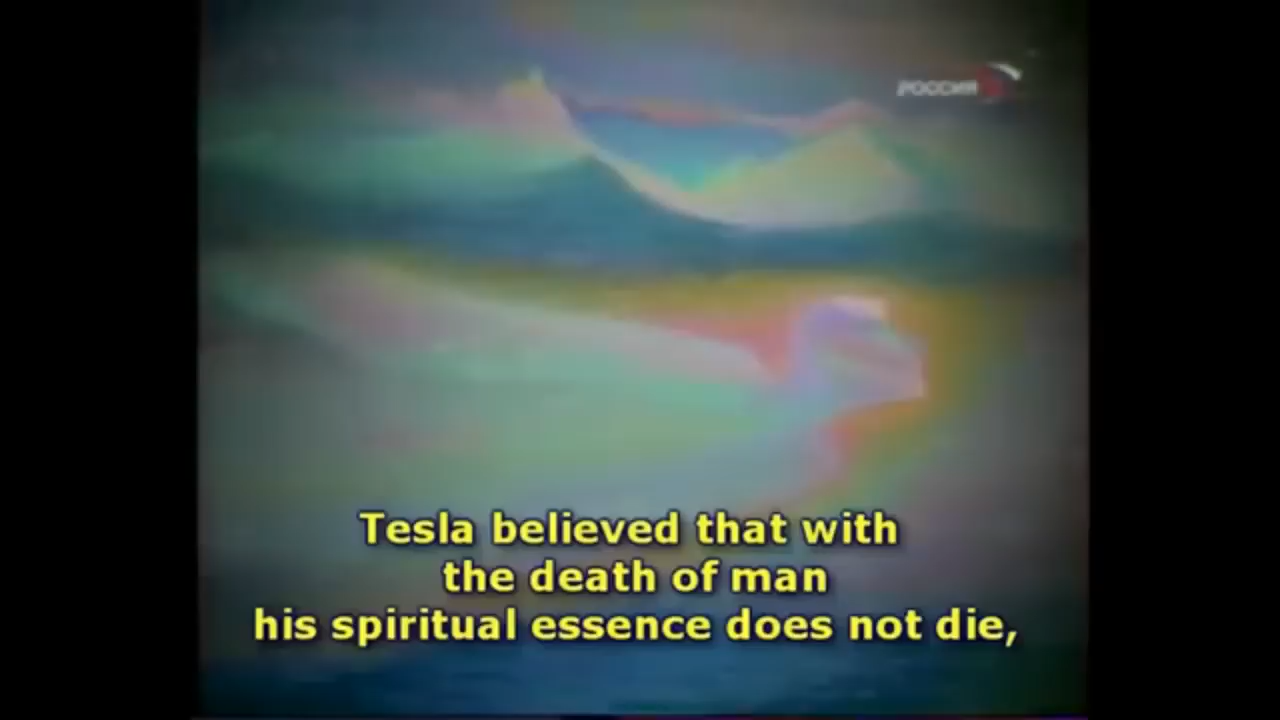 РОССИЯ
Tesla believed that with
the death of man
his spiritual essence does not die,